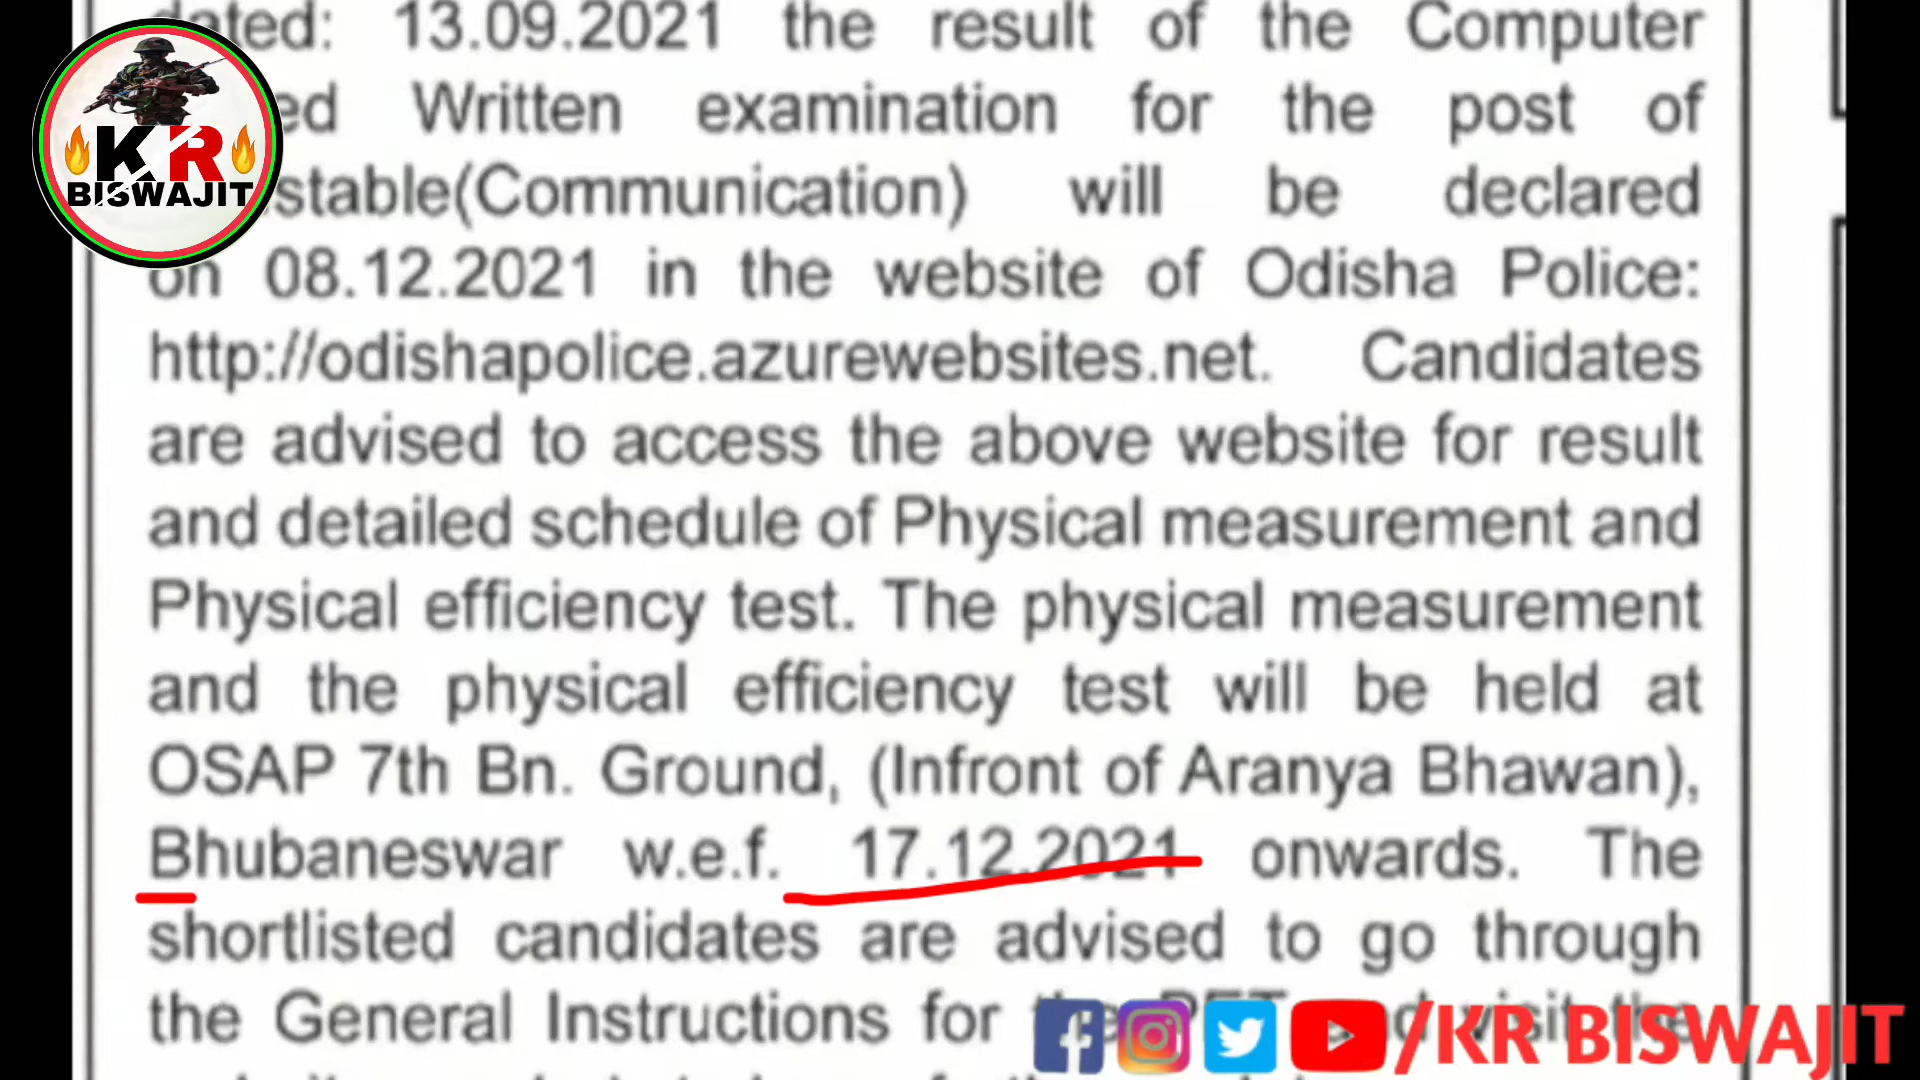 dated: 13.09.2021 the result of the Computer
ed Written examination for the post of
stable(Communication) will be declared
on 08.12.2021 in the website of Odisha Police:
http://odishapolice.azurewebsites.net. Candidates
are advised to access the above website for result
and detailed schedule of Physical measurement and
Physical efficiency test. The physical measurement
and the physical efficiency test will be held at
OSAP 7th Bn. Ground, (Infront of Aranya Bhawan),
Bhubaneswar w.e.f. 17.12.2021 onwards. The
shortlisted candidates are advised to go through
the General Instructions for the PET and visit the
KR
BISWAJIT
/KR BISWAJIT